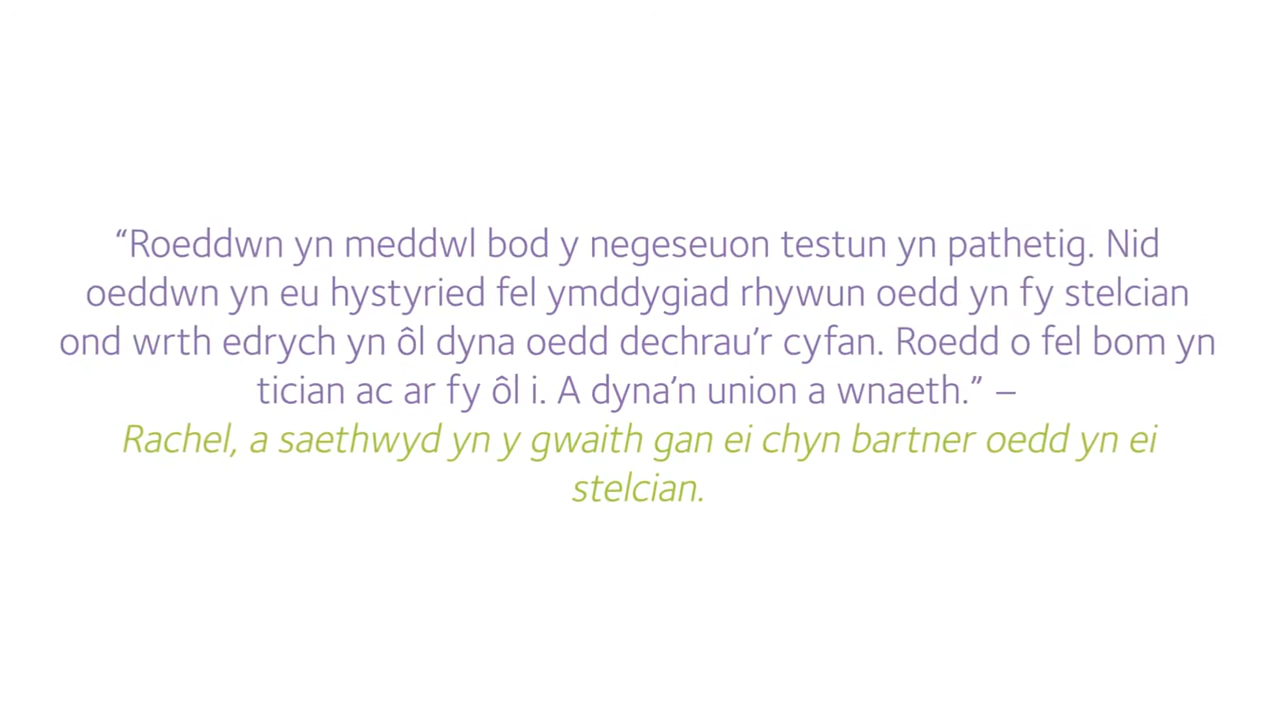 “Roeddwn yn meddwl bod y negeseuon testun yn pathetig. Nid
oeddwn yn eu hystyried fel ymddygiad rhywun oedd yn fy stelcian
ond wrth edrych yn ôl dyna oedd dechrau’r cyfan. Roedd o fel bom yn
tician ac ar fy ôl i. A dyna’n union a wnaeth.” –
Rachel, a saethwyd yn y gwaith gan ei chyn bartner oedd yn ei
stelcian.